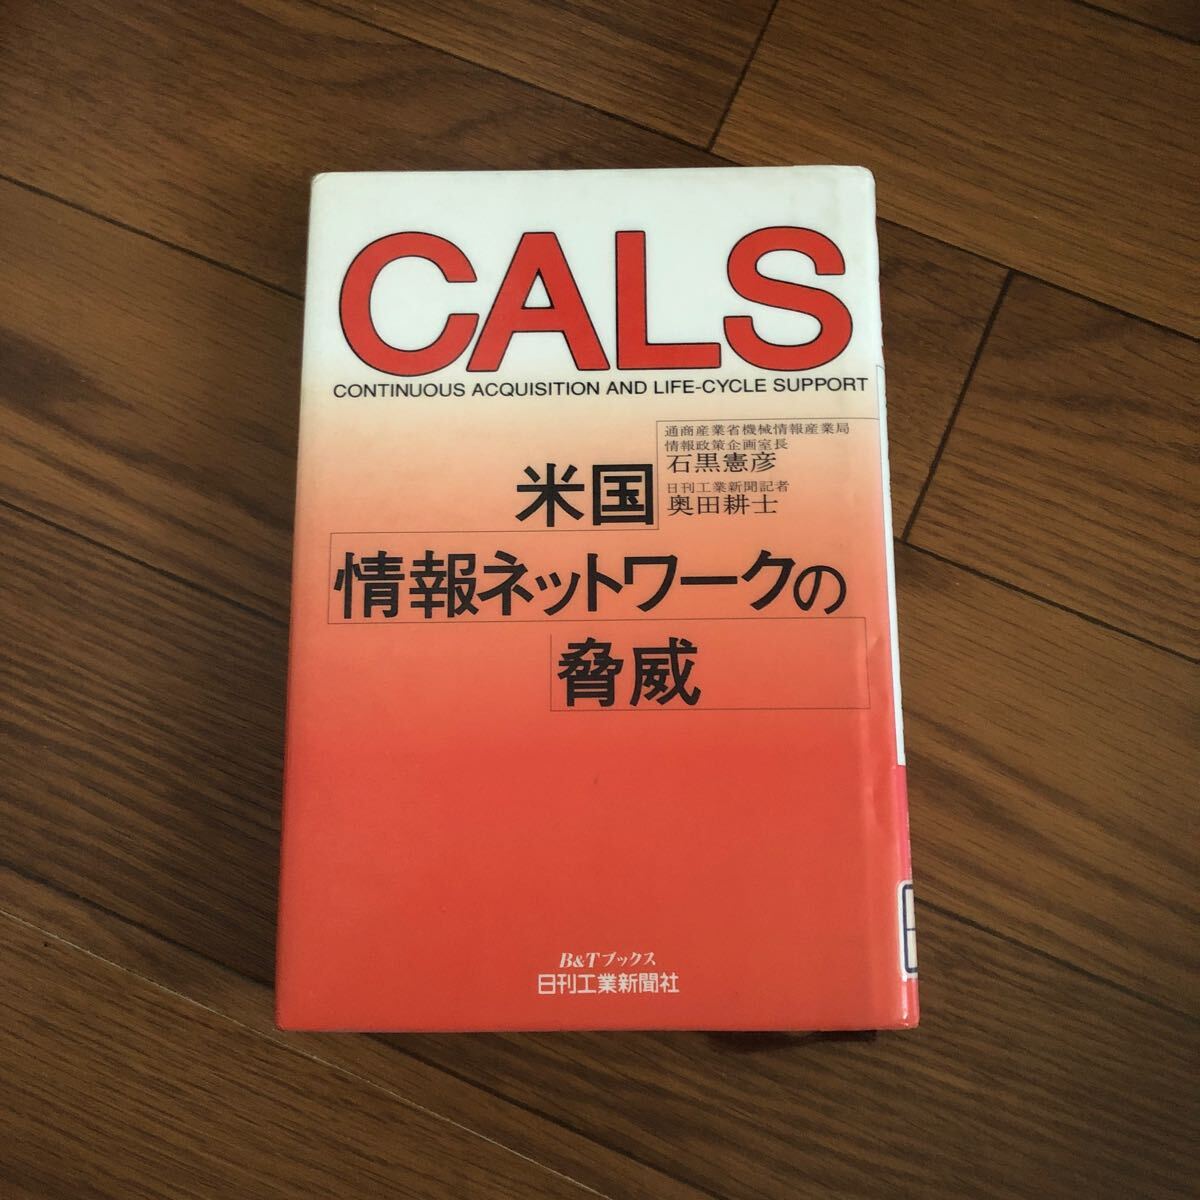 CALS
CONTINUOUS ACQUISITION AND LIFE-CYCLE SUPPORT
通商産業省機械情報産業局
情報政策企画室長
石黒憲彦
日刊工業新聞記者
奥田耕士
米国
情報ネットワークの
脅威
B&Tブックス
日刊工業新聞社